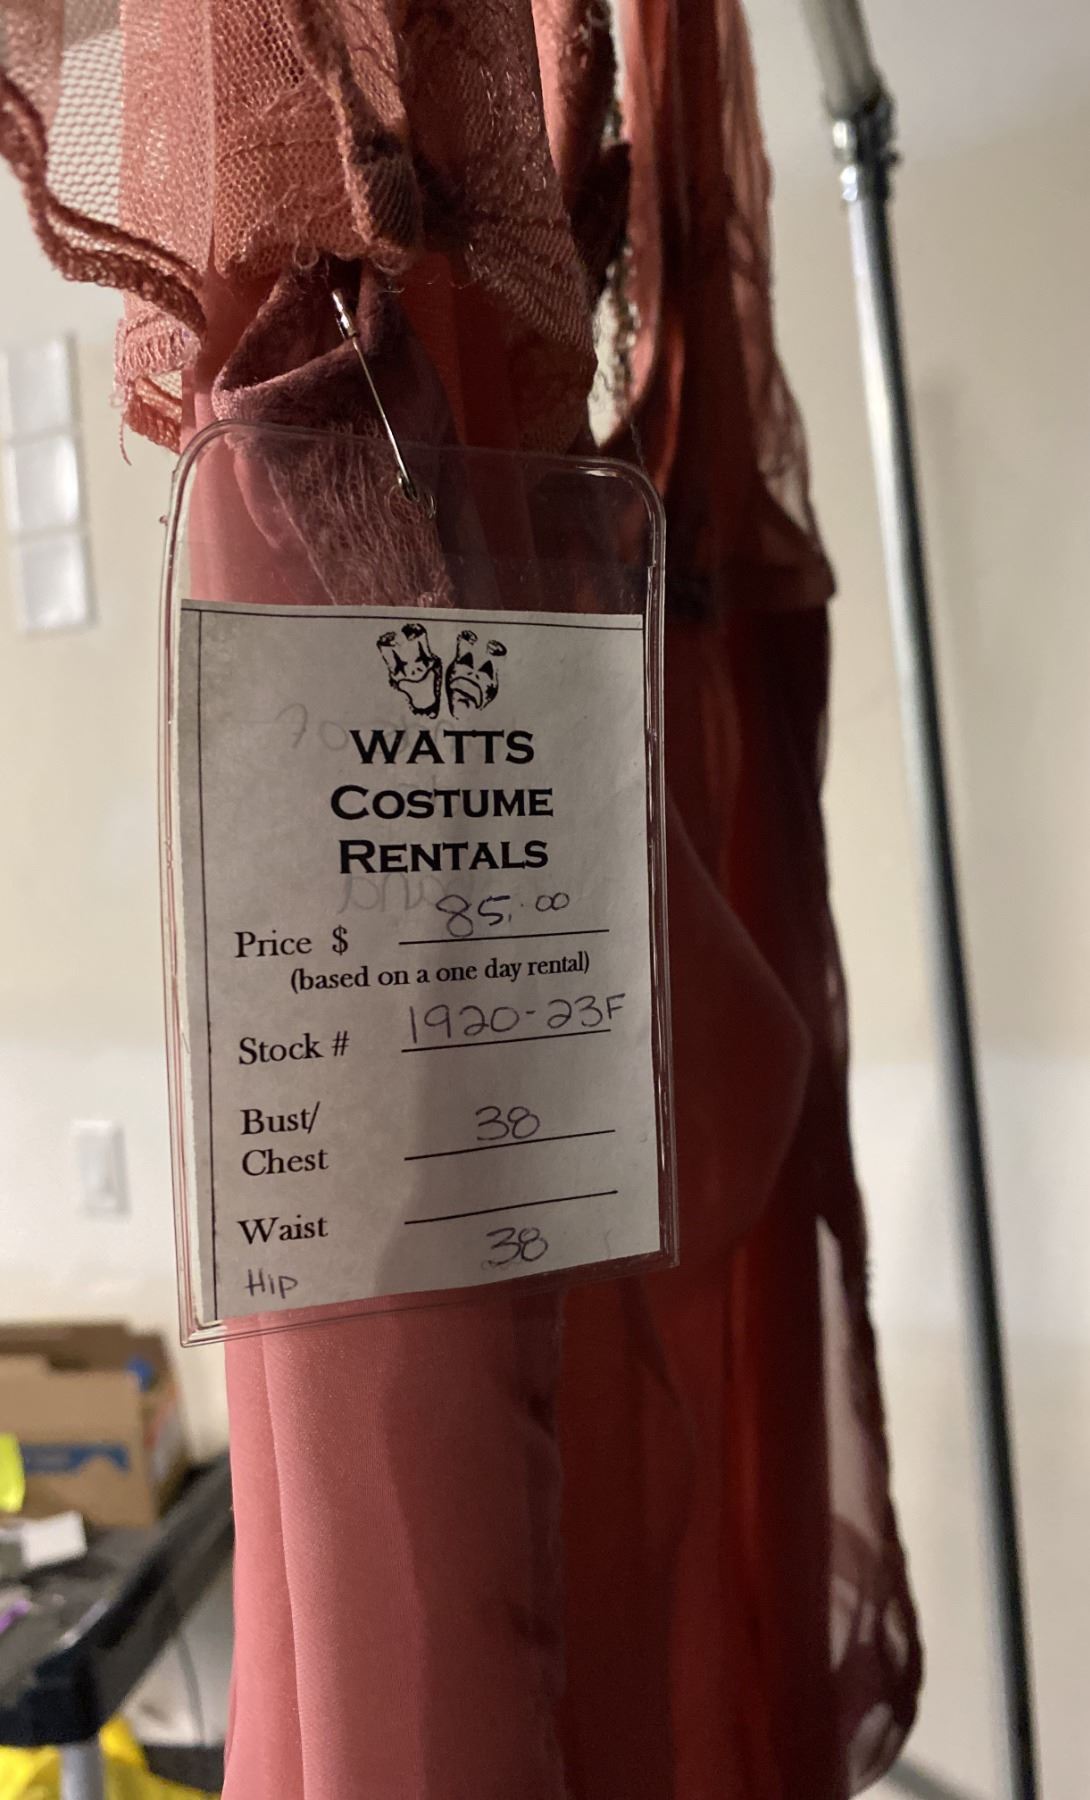 WATTS
COSTUME
RENTALS
Price $ 85.00
(based on a one day rental)
Stock # 1920-23F
Bust/
Chest 38
Waist
Hip 38